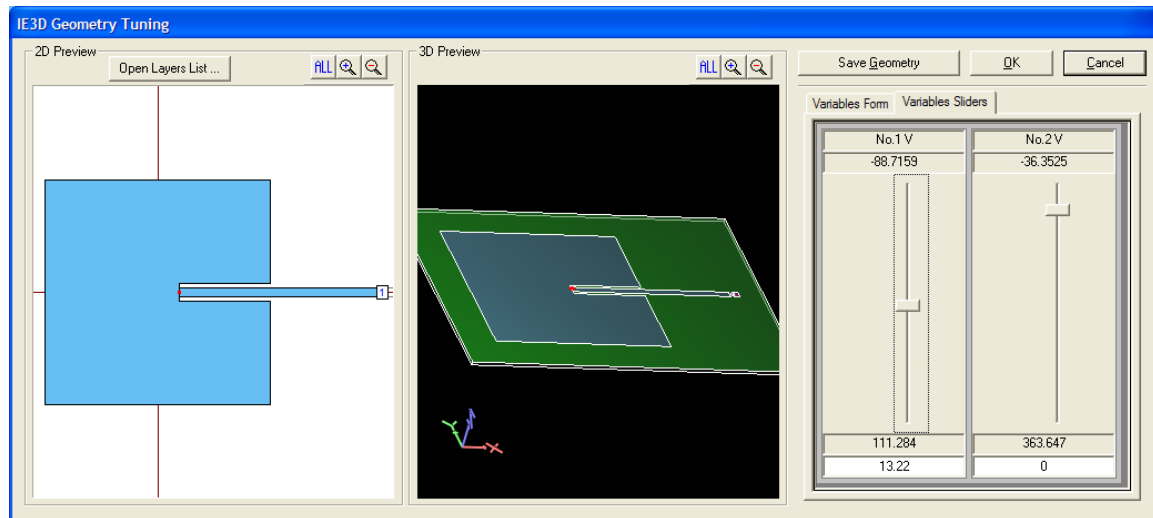 IE3D Geometry Tuning
2D Preview
Open Layers List ...
ALL
1
3D Preview
ALL
X
Y
Z
Save Geometry
OK
Cancel
Variables Form
Variables Sliders
No.1 V
-88.7159
111.284
13.22
No.2 V
-36.3525
363.647
0